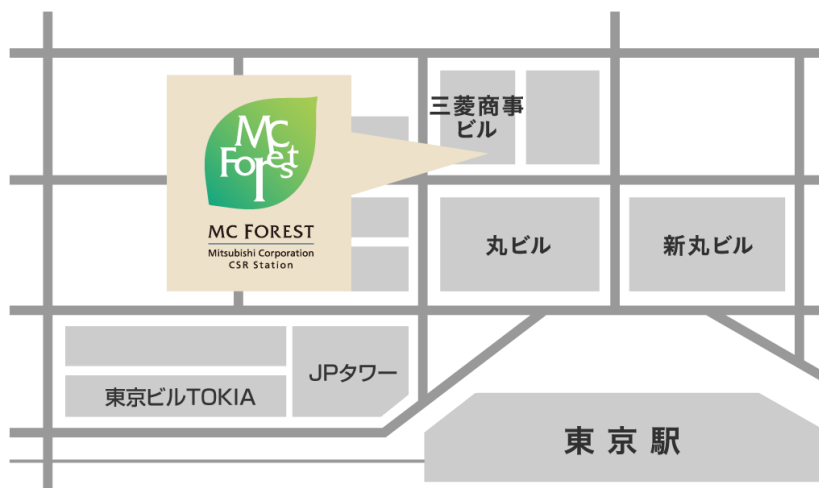 三菱商事
ビル
MC
Forest
MC FOREST
Mitsubishi Corporation
CSR Station
丸ビル
新丸ビル
JPタワー
東京ビルTOKIA
東京駅